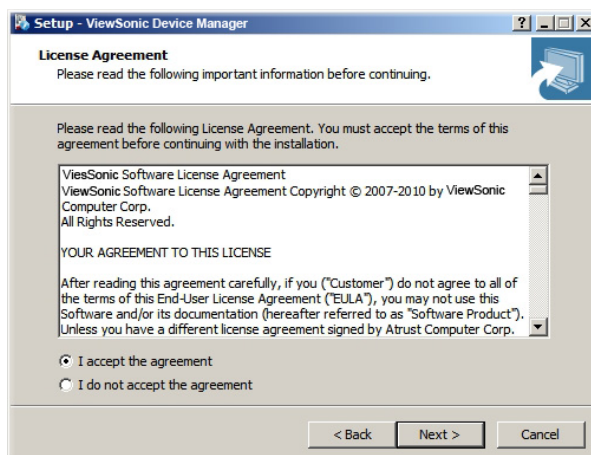 Setup - ViewSonic Device Manager
License Agreement
Please read the following important information before continuing.
Please read the following License Agreement. You must accept the terms of this
agreement before continuing with the installation.
ViesSonic Software License Agreement
ViewSonic Software License Agreement Copyright © 2007-2010 by ViewSonic
Computer Corp.
All Rights Reserved.
YOUR AGREEMENT TO THIS LICENSE
After reading this agreement carefully, if you ("Customer") do not agree to all of
the terms of this End-User License Agreement ("EULA"), you may not use this
Software and/or its documentation (hereafter referred to as "Software Product").
Unless you have a different license agreement signed by Atrust Computer Corp.
I accept the agreement
I do not accept the agreement
< Back
Next >
Cancel